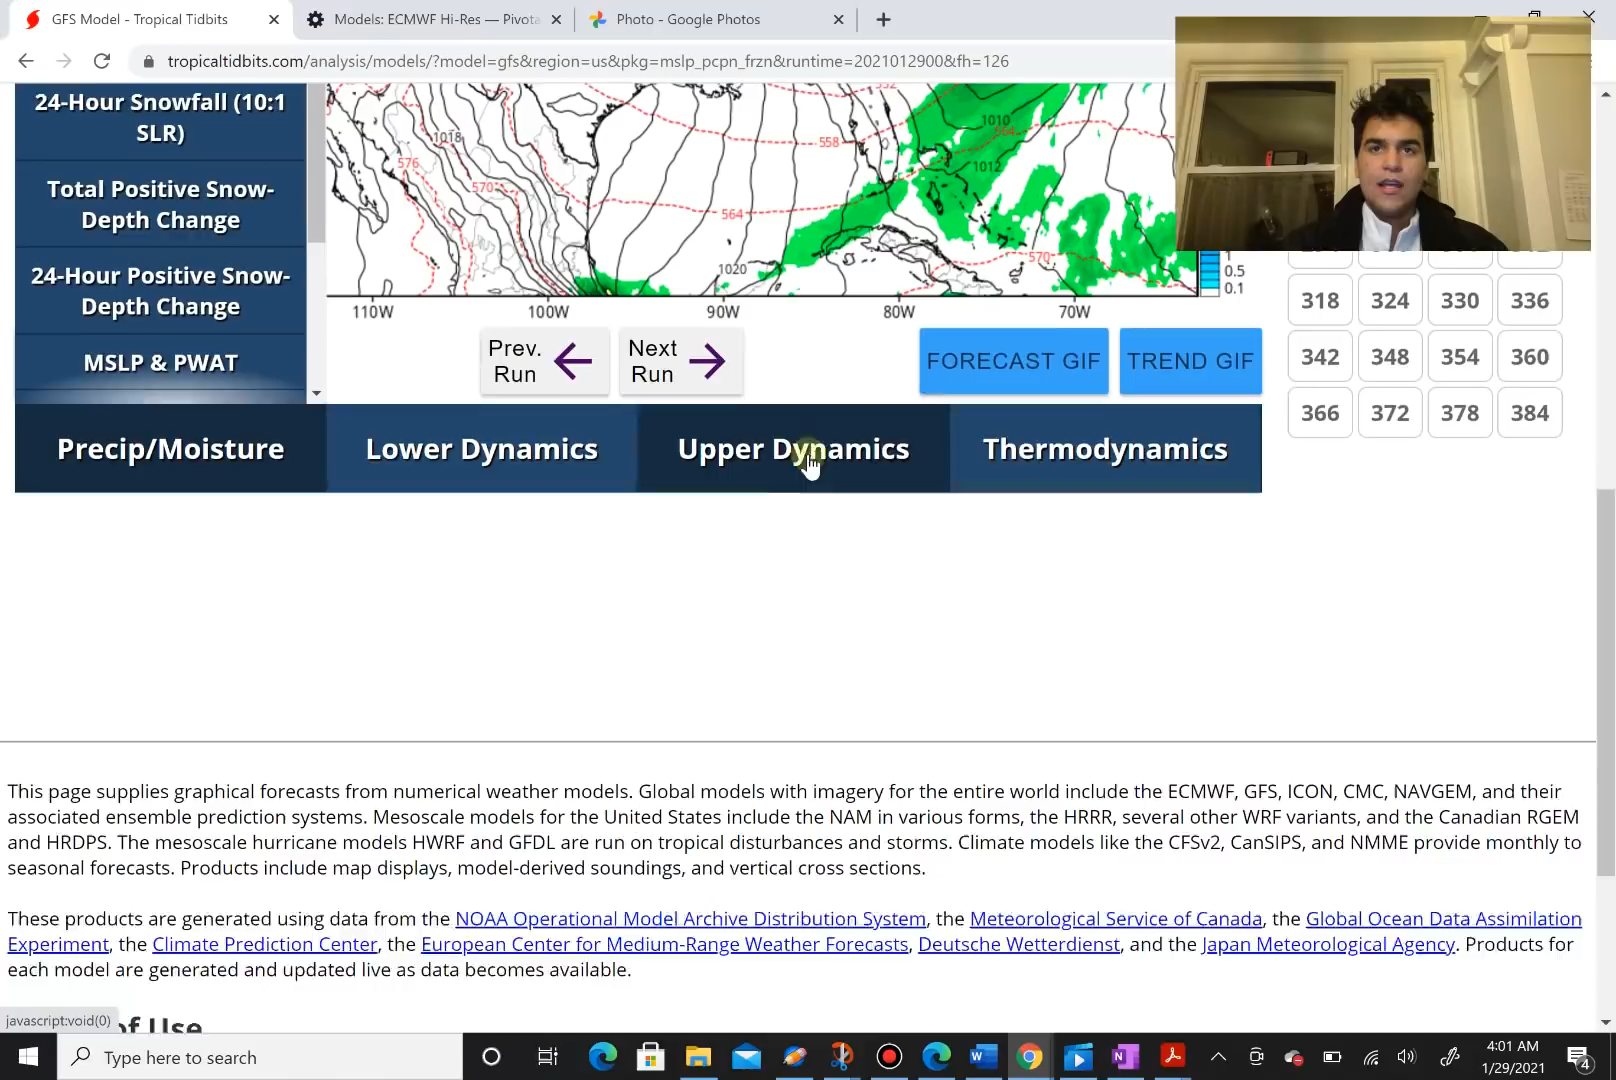 GFS Model - Tropical Tidbits
Models: ECMWF Hi-Res — Pivota
Photo - Google Photos
tropicaltidbits.com/analysis/models/?model=gfs&region=us&pkg=mslp_pcpn_frzn&runtime=2021012900&fh=126
24-Hour Snowfall (10:1
SLR)
Total Positive Snow-
Depth Change
24-Hour Positive Snow-
Depth Change
MSLP & PWAT
1018
576
570
558
564
1010
564
1012
1020
570
1
0.5
0.1
110W 100W 90W 80W 70W
318 324 330 336
342 348 354 360
366 372 378 384
Prev.
Run
Next
Run
FORECAST GIF
TREND GIF
Precip/Moisture
Lower Dynamics
Upper Dynamics
Thermodynamics
This page supplies graphical forecasts from numerical weather models. Global models with imagery for the entire world include the ECMWF, GFS, ICON, CMC, NAVGEM, and their
associated ensemble prediction systems. Mesoscale models for the United States include the NAM in various forms, the HRRR, several other WRF variants, and the Canadian RGEM
and HRDPS. The mesoscale hurricane models HWRF and GFDL are run on tropical disturbances and storms. Climate models like the CFSv2, CanSIPS, and NMME provide monthly to
seasonal forecasts. Products include map displays, model-derived soundings, and vertical cross sections.
These products are generated using data from the NOAA Operational Model Archive Distribution System, the Meteorological Service of Canada, the Global Ocean Data Assimilation
Experiment, the Climate Prediction Center, the European Center for Medium-Range Weather Forecasts, Deutsche Wetterdienst, and the Japan Meteorological Agency. Products for
each model are generated and updated live as data becomes available.
javascript:void(0)
of Use
Type here to search
4:01 AM
1/29/2021
4